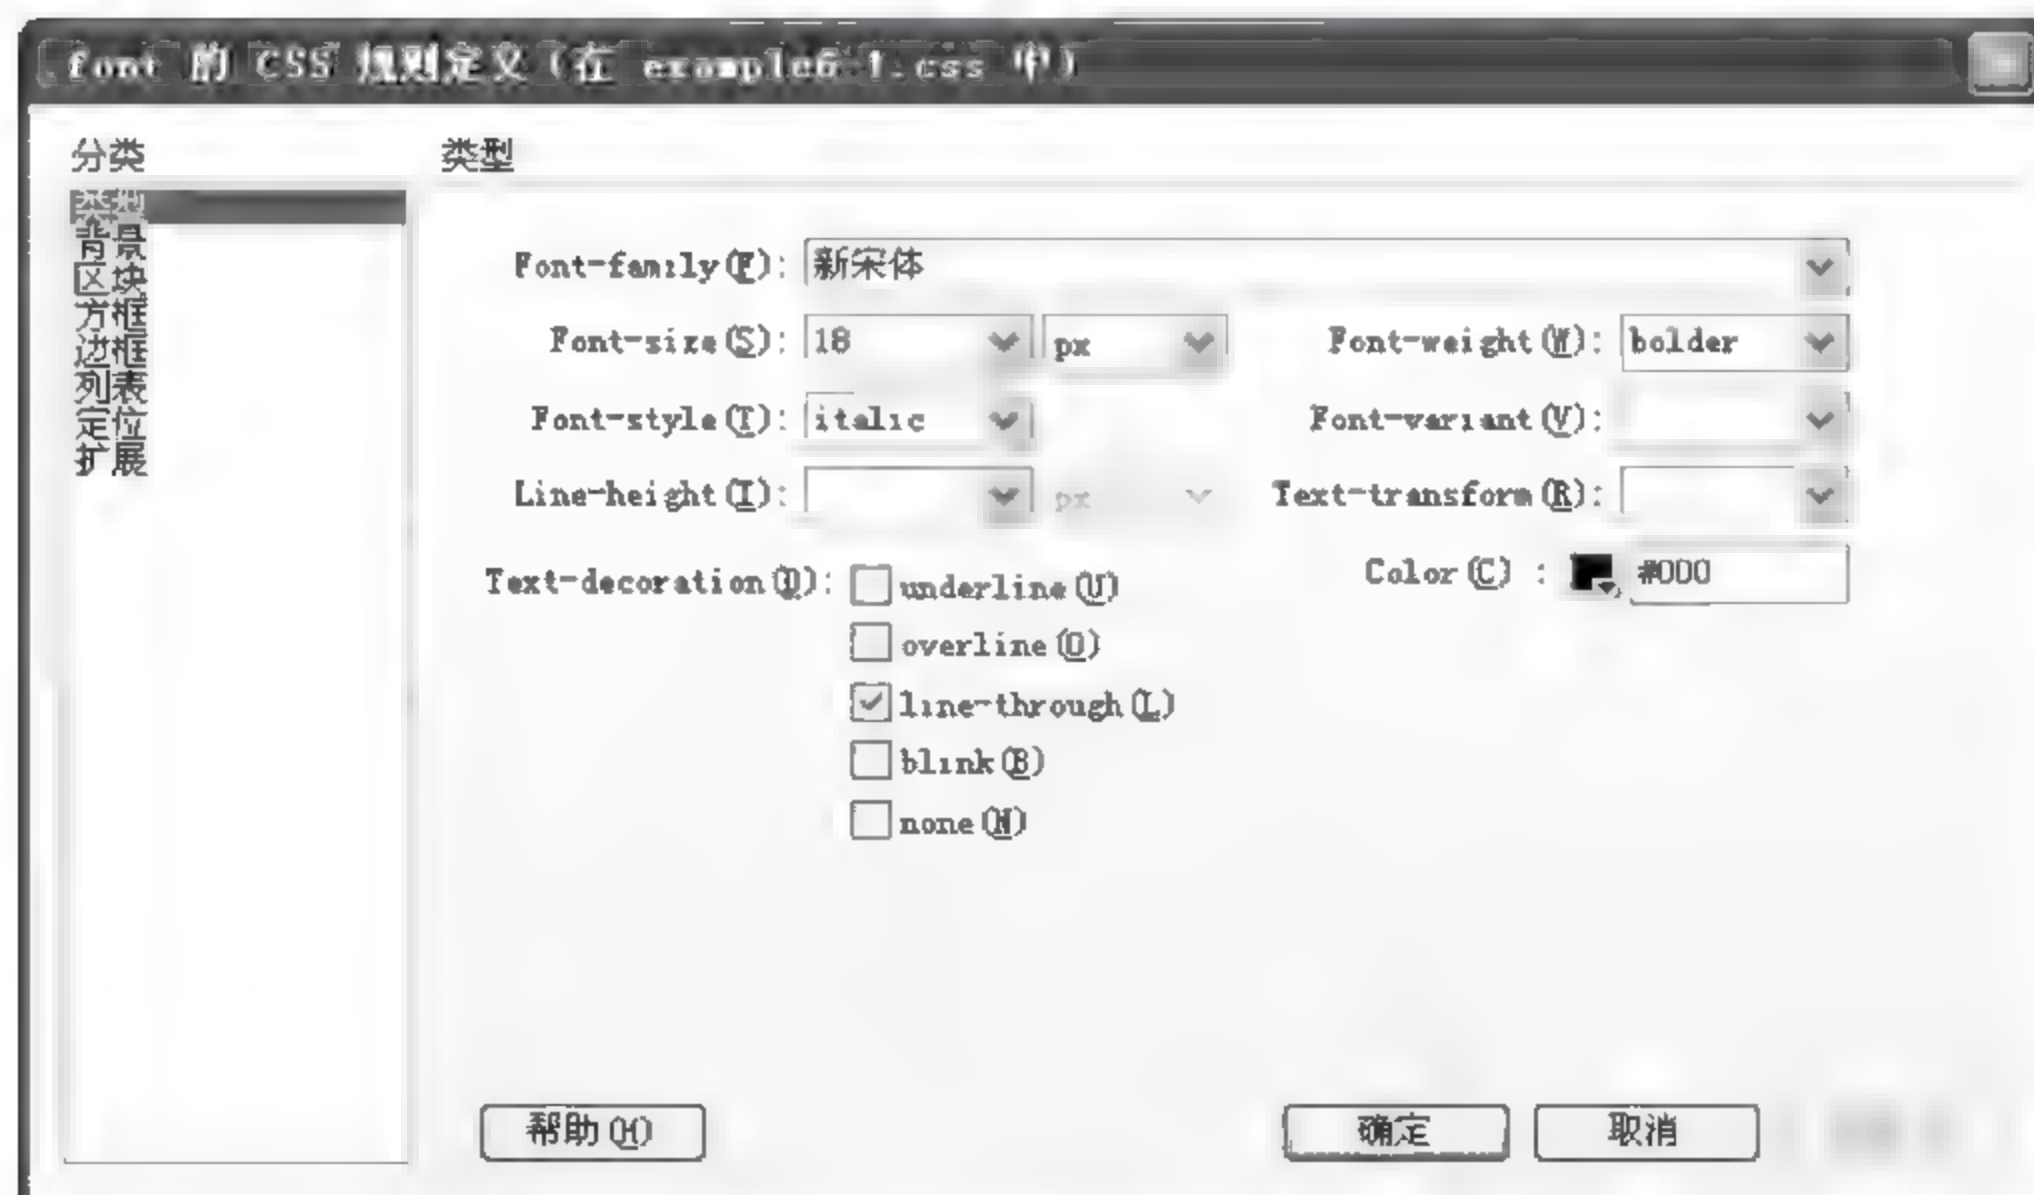 font 的 CSS 规则定义 (在 example6-1.css 中)
分类
类型
背景
区块
方框
边框
列表
定位
扩展
类型
Font-family(F): 新宋体
Font-size(S): 18 px Font-weight(W): bolder
Font-style(T): italic Font-variant(V):
Line-height(I): px Text-transform(R):
Text-decoration(D): underline(U) Color(C) : #000
overline(O)
line-through(L)
blink(B)
none(N)
帮助(H) 确定 取消